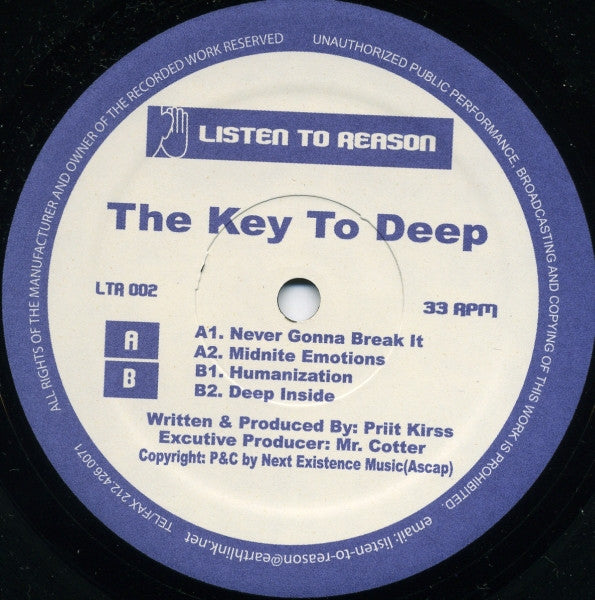 ALL RIGHTS OF THE MANUFACTURER AND OWNER OF THE RECORDED WORK RESERVED
UNAUTHORIZED PUBLIC PERFORMANCE, BROADCASTING AND COPYING OF THIS WORK IS PROHIBITED.
LISTEN TO REASON
The Key To Deep
LTR 002
33 RPM
A
B
A1. Never Gonna Break It
A2. Midnite Emotions
B1. Humanization
B2. Deep Inside
Written & Produced By: Priit Kirss
Excutive Producer: Mr. Cotter
Copyright: P&C by Next Existence Music(Ascap)
TEL/FAX 212.426.0071
email: listen-to-reason@earthlink.net